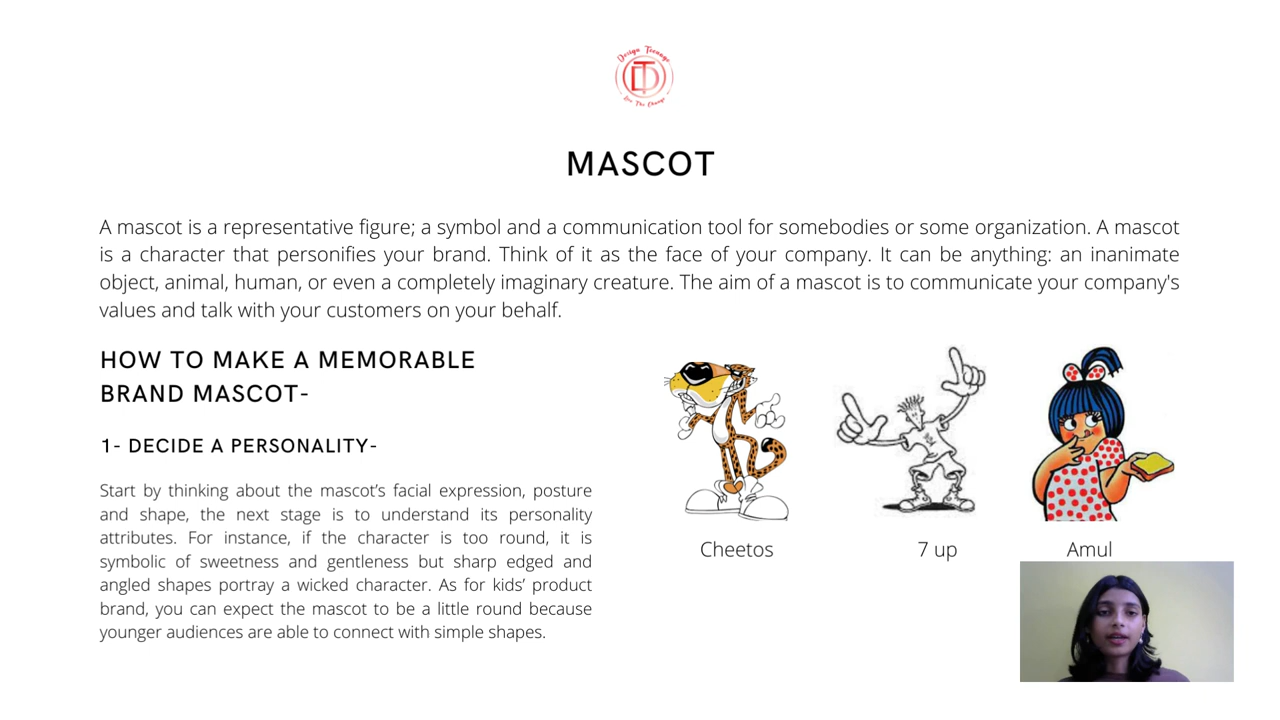 Design Teenage
Live The Change
MASCOT
A mascot is a representative figure; a symbol and a communication tool for somebodies or some organization. A mascot
is a character that personifies your brand. Think of it as the face of your company. It can be anything: an inanimate
object, animal, human, or even a completely imaginary creature. The aim of a mascot is to communicate your company's
values and talk with your customers on your behalf.
HOW TO MAKE A MEMORABLE
BRAND MASCOT-
1- DECIDE A PERSONALITY-
Start by thinking about the mascot’s facial expression, posture
and shape, the next stage is to understand its personality
attributes. For instance, if the character is too round, it is
symbolic of sweetness and gentleness but sharp edged and
angled shapes portray a wicked character. As for kids’ product
brand, you can expect the mascot to be a little round because
younger audiences are able to connect with simple shapes.
Cheetos
7 up
Amul